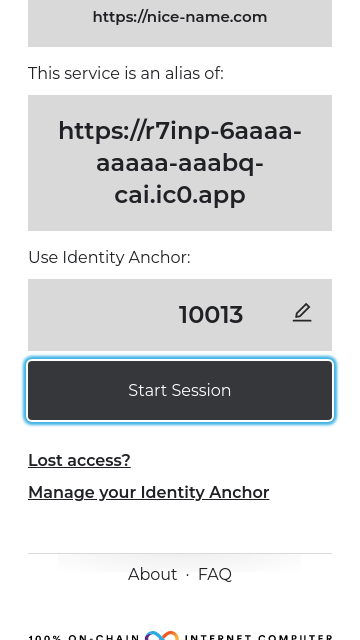 https://nice-name.com
This service is an alias of:
https://r7inp-6aaaa-
aaaaa-aaabq-
cai.ic0.app
Use Identity Anchor:
10013
Start Session
Lost access?
Manage your Identity Anchor
About · FAQ
100% ON-CHAIN INTERNET COMPUTER